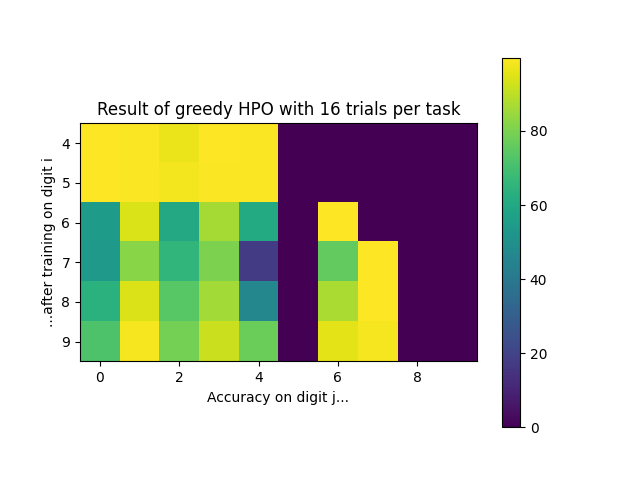 Result of greedy HPO with 16 trials per task
...after training on digit i
4
5
6
7
8
9
0 2 4 6 8
Accuracy on digit j...
80
60
40
20
0